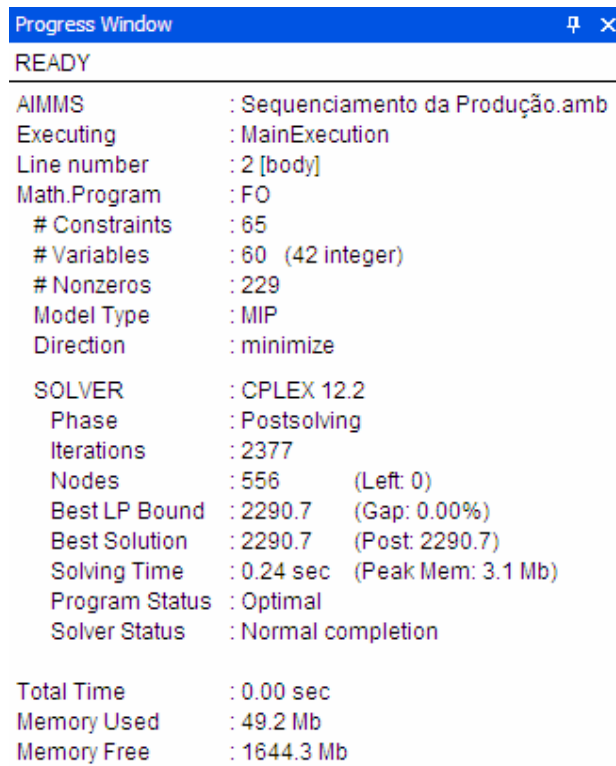 Progress Window
READY
AIMMS : Sequenciamento da Produção.amb
Executing : MainExecution
Line number : 2 [body]
Math.Program : FO
# Constraints : 65
# Variables : 60 (42 integer)
# Nonzeros : 229
Model Type : MIP
Direction : minimize
SOLVER : CPLEX 12.2
Phase : Postsolving
Iterations : 2377
Nodes : 556 (Left: 0)
Best LP Bound : 2290.7 (Gap: 0.00%)
Best Solution : 2290.7 (Post: 2290.7)
Solving Time : 0.24 sec (Peak Mem: 3.1 Mb)
Program Status : Optimal
Solver Status : Normal completion
Total Time : 0.00 sec
Memory Used : 49.2 Mb
Memory Free : 1644.3 Mb